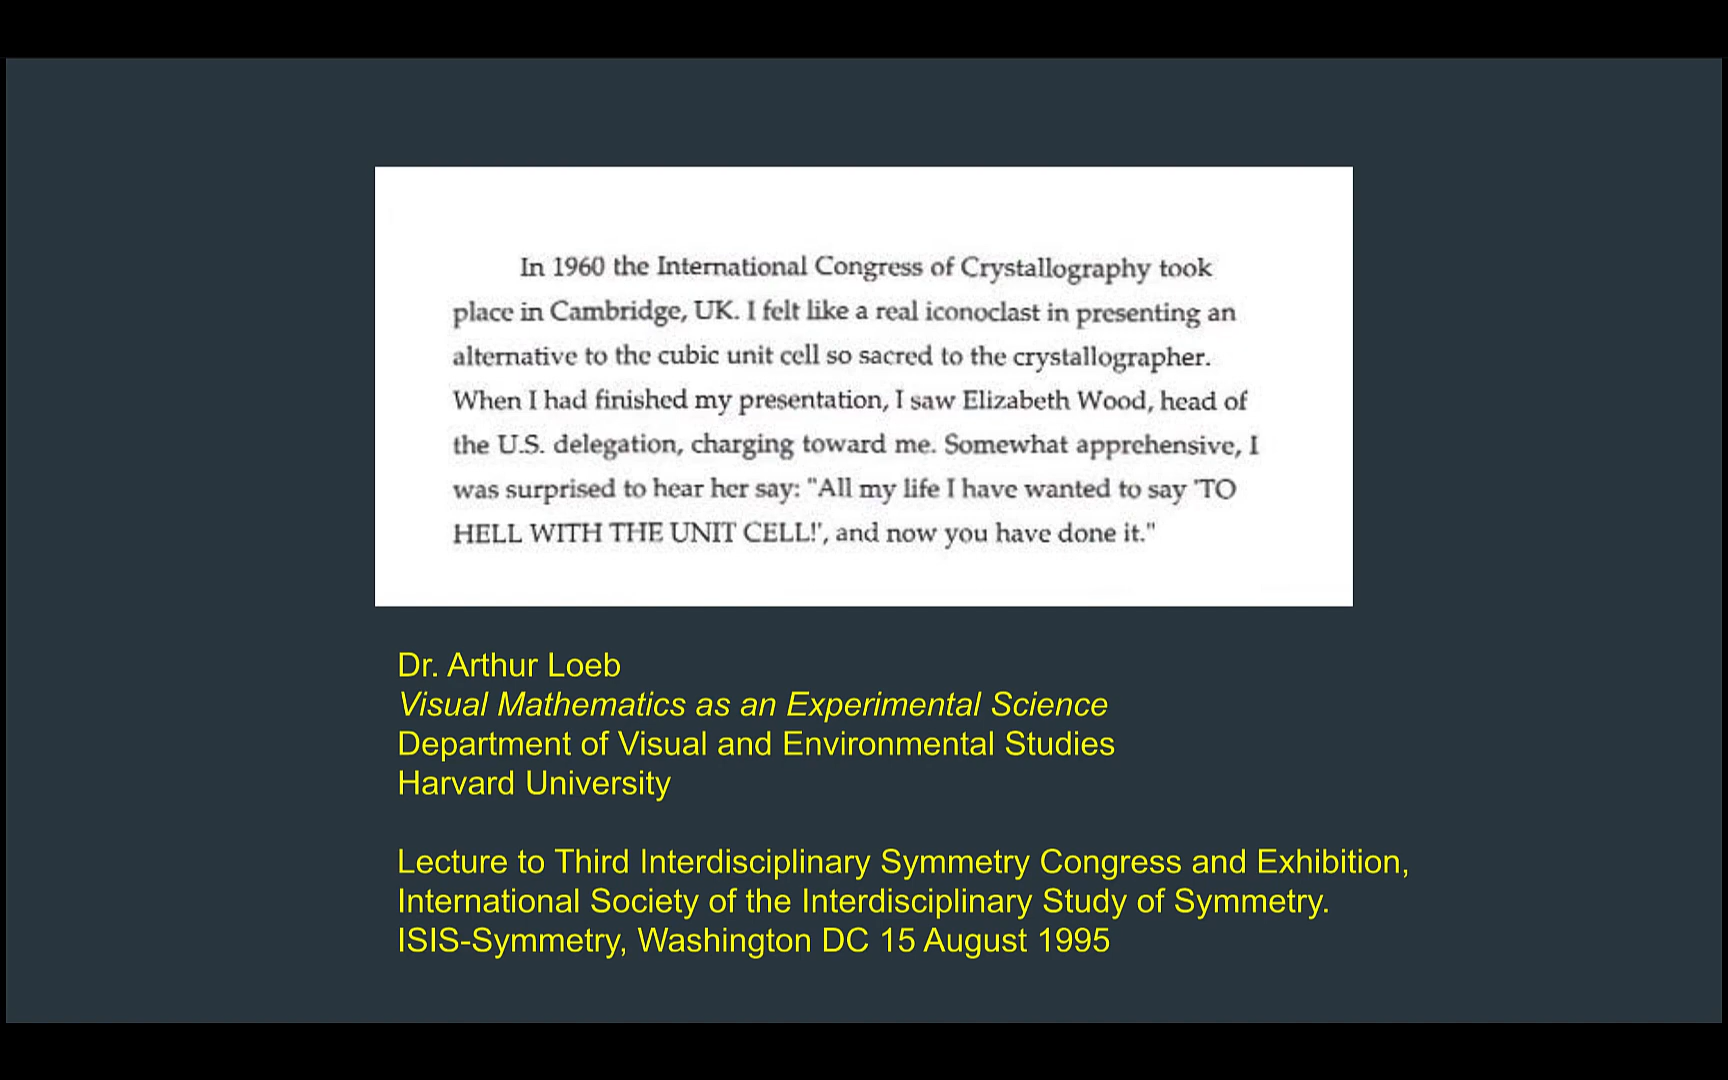 In 1960 the International Congress of Crystallography took
place in Cambridge, UK. I felt like a real iconoclast in presenting an
alternative to the cubic unit cell so sacred to the crystallographer.
When I had finished my presentation, I saw Elizabeth Wood, head of
the U.S. delegation, charging toward me. Somewhat apprehensive, I
was surprised to hear her say: "All my life I have wanted to say 'TO
HELL WITH THE UNIT CELL!', and now you have done it."
Dr. Arthur Loeb
Visual Mathematics as an Experimental Science
Department of Visual and Environmental Studies
Harvard University
Lecture to Third Interdisciplinary Symmetry Congress and Exhibition,
International Society of the Interdisciplinary Study of Symmetry.
ISIS-Symmetry, Washington DC 15 August 1995